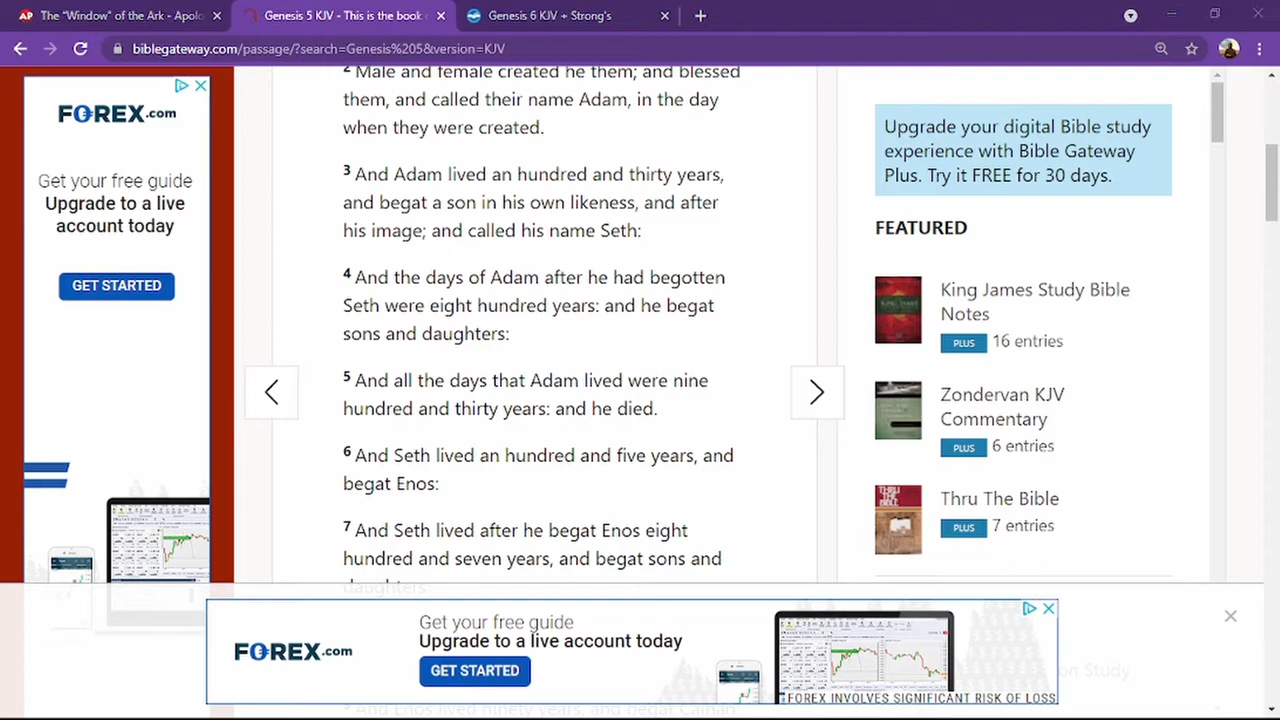 The “Window” of the Ark - Apolo
Genesis 5 KJV - This is the book
Genesis 6 KJV + Strong's
biblegateway.com/passage/?search=Genesis%205&version=KJV
FOREX.com
Get your free guide
Upgrade to a live
account today
GET STARTED
2 Male and female created he them; and blessed
them, and called their name Adam, in the day
when they were created.
3 And Adam lived an hundred and thirty years,
and begat a son in his own likeness, and after
his image; and called his name Seth:
4 And the days of Adam after he had begotten
Seth were eight hundred years: and he begat
sons and daughters:
5 And all the days that Adam lived were nine
hundred and thirty years: and he died.
6 And Seth lived an hundred and five years, and
begat Enos:
7 And Seth lived after he begat Enos eight
hundred and seven years, and begat sons and
daughters:
And Enos lived ninety years, and begat Cainan
Upgrade your digital Bible study
experience with Bible Gateway
Plus. Try it FREE for 30 days.
FEATURED
King James Study Bible
Notes
PLUS 16 entries
Zondervan KJV
Commentary
PLUS 6 entries
Thru The Bible
PLUS 7 entries
Study
FOREX.com
Get your free guide
Upgrade to a live account today
GET STARTED
FOREX INVOLVES SIGNIFICANT RISK OF LOSS